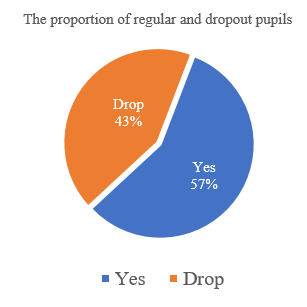 The proportion of regular and dropout pupils
Drop
43%
Yes
57%
Yes
Drop